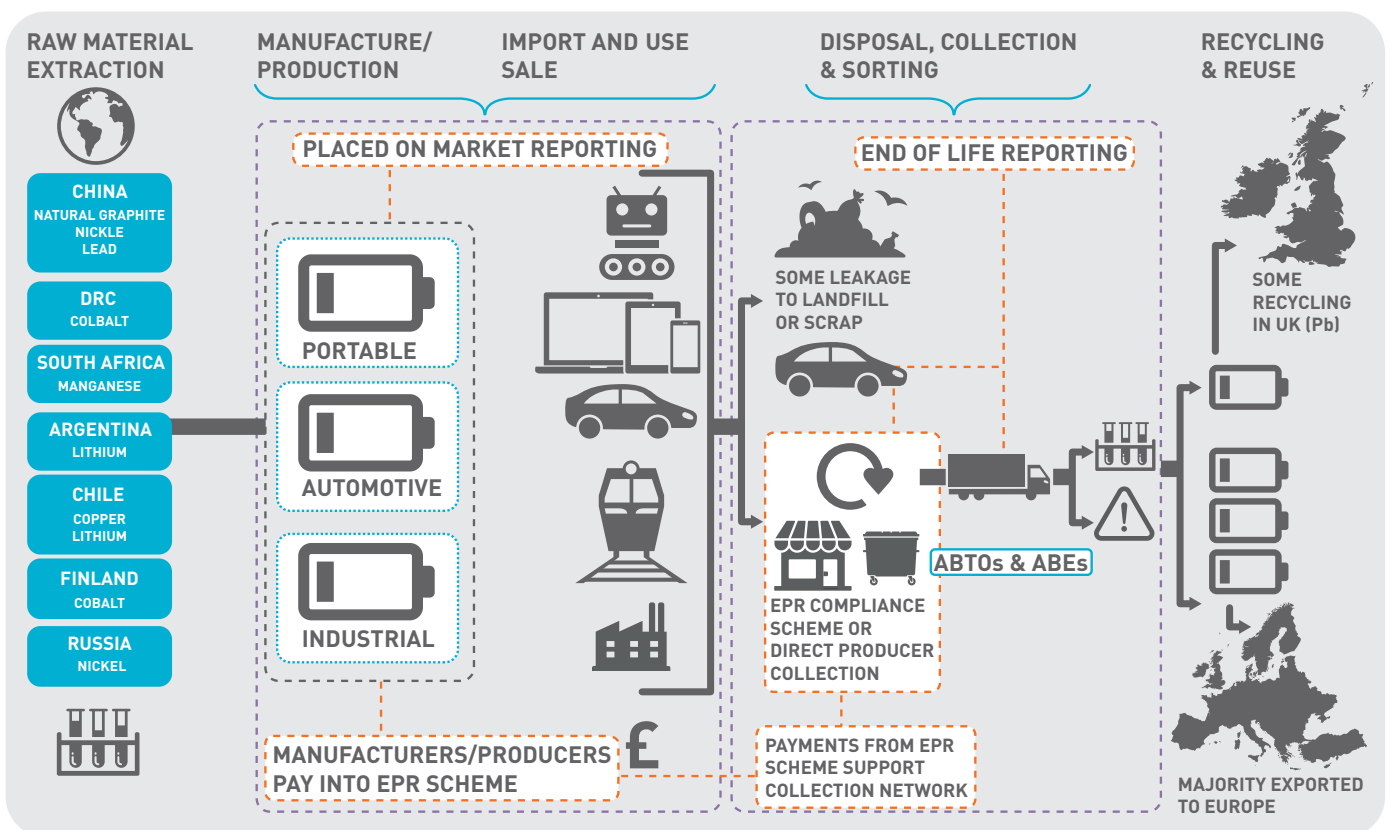 RAW MATERIAL
EXTRACTION
MANUFACTURE/
PRODUCTION
IMPORT AND USE
SALE
DISPOSAL, COLLECTION
& SORTING
RECYCLING
& REUSE
CHINA
NATURAL GRAPHITE
NICKLE
LEAD
DRC
COLBALT
SOUTH AFRICA
MANGANESE
ARGENTINA
LITHIUM
CHILE
COPPER
LITHIUM
FINLAND
COBALT
RUSSIA
NICKEL
PLACED ON MARKET REPORTING
PORTABLE
AUTOMOTIVE
INDUSTRIAL
MANUFACTURERS/PRODUCERS
PAY INTO EPR SCHEME
£
END OF LIFE REPORTING
SOME LEAKAGE
TO LANDFILL
OR SCRAP
EPR COMPLIANCE
SCHEME OR
DIRECT PRODUCER
COLLECTION
ABTOs & ABEs
PAYMENTS FROM EPR
SCHEME SUPPORT
COLLECTION NETWORK
SOME
RECYCLING
IN UK (Pb)
MAJORITY EXPORTED
TO EUROPE